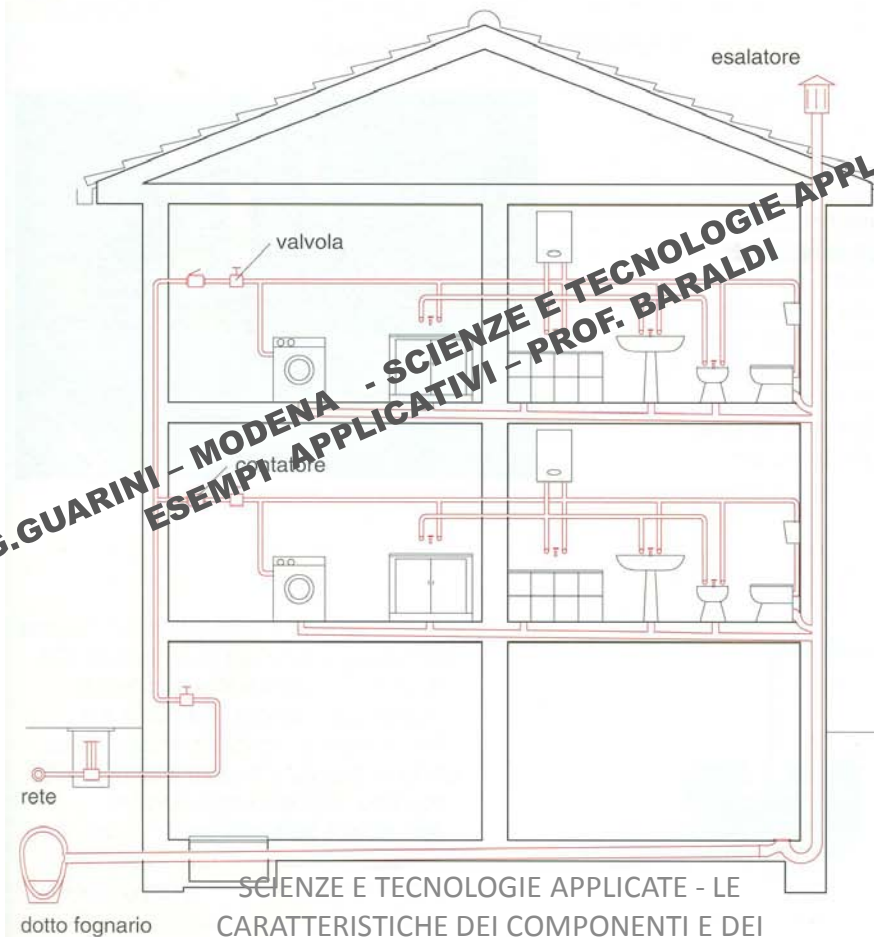 esalatore
valvola
G.GUARINI – MODENA - SCIENZE E TECNOLOGIE APPL
ESEMPI APPLICATIVI – PROF. BARALDI
contatore
rete
dotto fognario
SCIENZE E TECNOLOGIE APPLICATE - LE
CARATTERISTICHE DEI COMPONENTI E DEI